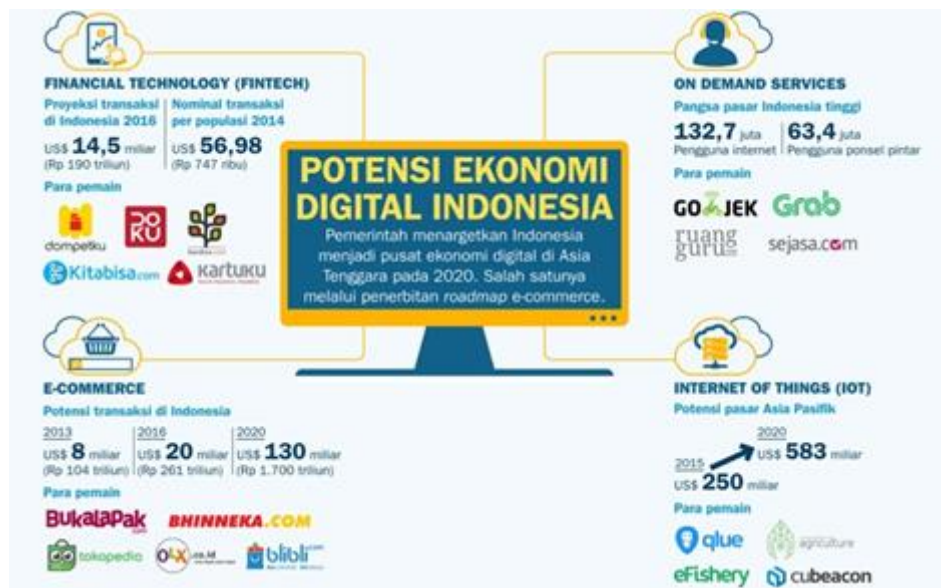 POTENSI EKONOMI
DIGITAL INDONESIA
Pemerintah menargetkan Indonesia
menjadi pusat ekonomi digital di Asia
Tenggara pada 2020. Salah satunya
melalui penerbitan roadmap e-commerce.
FINANCIAL TECHNOLOGY (FINTECH)
Proyeksi transaksi
di Indonesia 2016
US$ 14,5 miliar
(Rp 190 triliun)
Nominal transaksi
per populasi 2014
US$ 56,98
(Rp 747 ribu)
Para pemain
dompetku
DOKU
Kitabisa.com
KARTUKU
ON DEMAND SERVICES
Pangsa pasar Indonesia tinggi
132,7 juta
Pengguna internet
63,4 juta
Pengguna ponsel pintar
Para pemain
GO-JEK
Grab
ruang
guru
sejasa.com
E-COMMERCE
Potensi transaksi di Indonesia
2013
US$ 8 miliar
(Rp 104 triliun)
2016
US$ 20 miliar
(Rp 261 triliun)
2020
US$ 130 miliar
(Rp 1.700 triliun)
Para pemain
BukaLapak
BHINNEKA.COM
tokopedia
OLX.co.id
blibli.com
INTERNET OF THINGS (IOT)
Potensi pasar Asia Pasifik
2015
US$ 250 miliar
2020
US$ 583 miliar
Para pemain
qlue
agriculture
eFishery
cubeacon